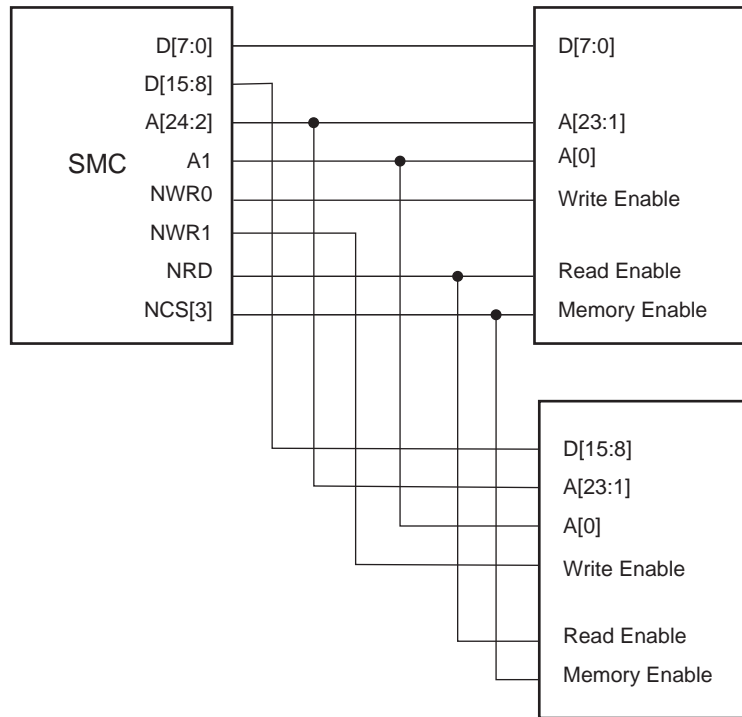 D[7:0]
D[15:8]
A[24:2]
SMC
A1
NWR0
NWR1
NRD
NCS[3]
D[7:0]
A[23:1]
A[0]
Write Enable
Read Enable
Memory Enable
D[15:8]
A[23:1]
A[0]
Write Enable
Read Enable
Memory Enable